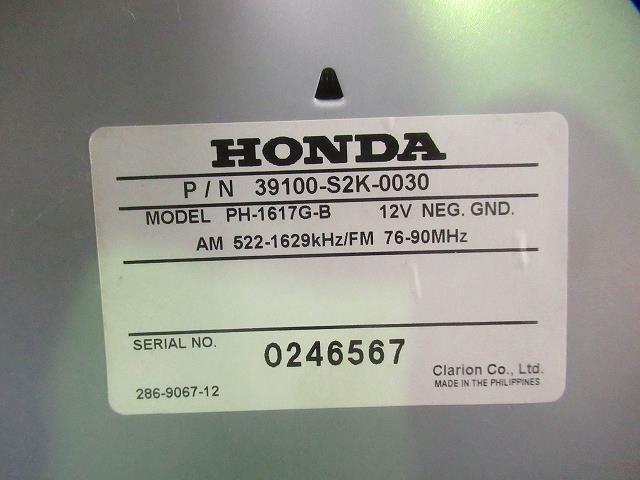 HONDA
P/N 39100-S2K-0030
MODEL PH-1617G-B 12V NEG. GND.
AM 522-1629kHz/FM 76-90MHz
SERIAL NO. 0246567
Clarion Co., Ltd.
286-9067-12 MADE IN THE PHILIPPINES